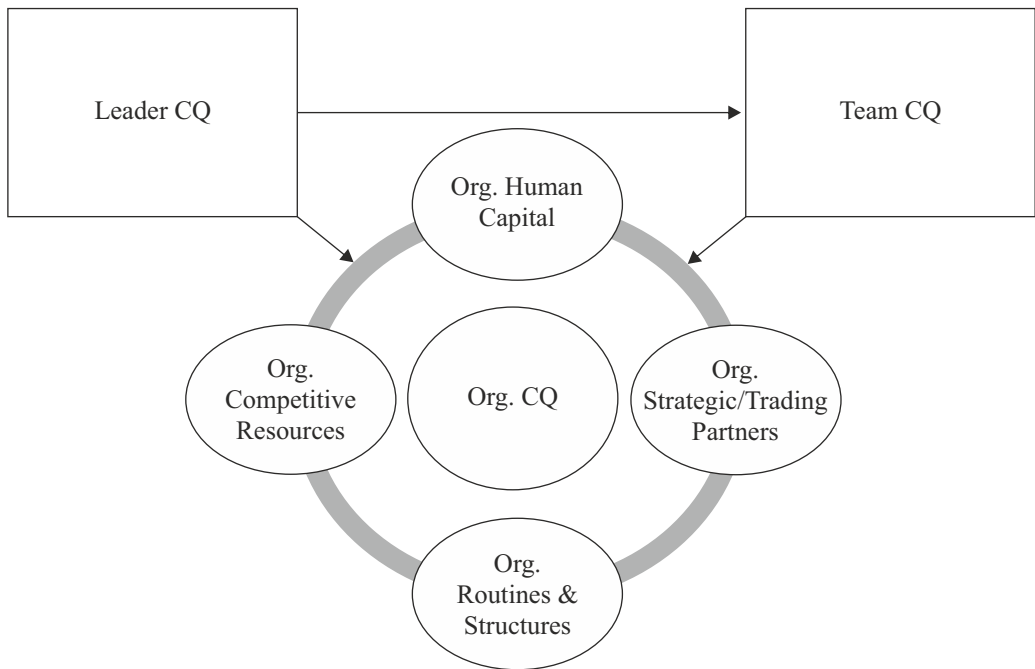 Leader CQ
Team CQ
Org. Human
Capital
Org.
Competitive
Resources
Org. CQ
Org.
Strategic/Trading
Partners
Org.
Routines &
Structures